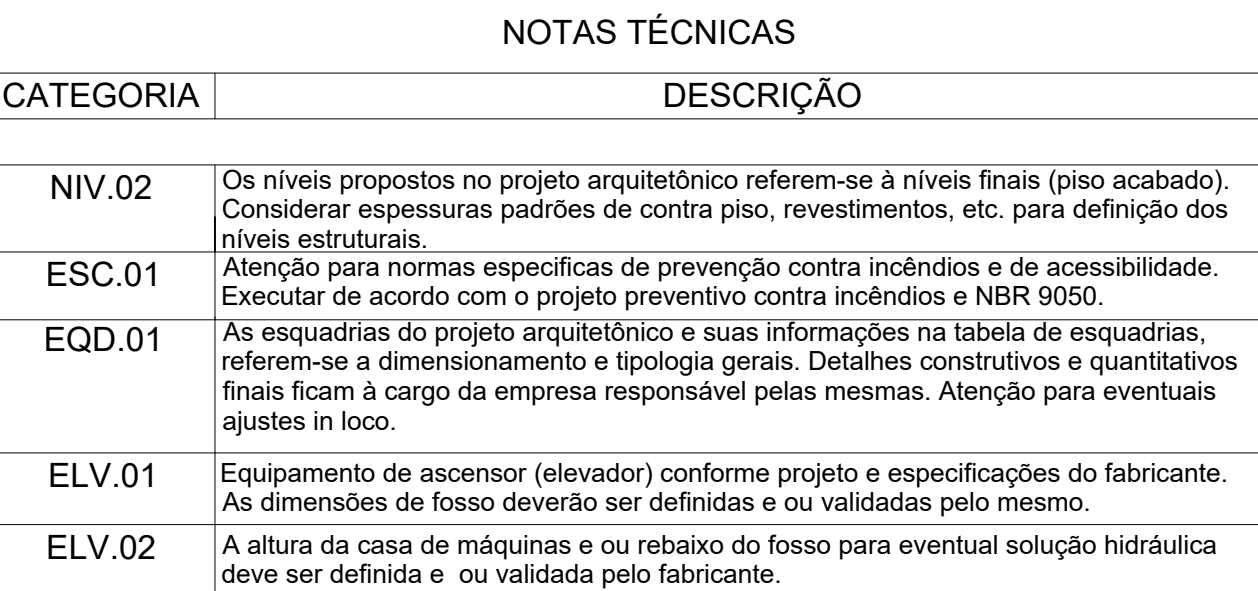 NOTAS TÉCNICAS
CATEGORIA DESCRIÇÃO
NIV.02 Os níveis propostos no projeto arquitetônico referem-se à níveis finais (piso acabado).
Considerar espessuras padrões de contra piso, revestimentos, etc. para definição dos
níveis estruturais.
ESC.01 Atenção para normas especificas de prevenção contra incêndios e de acessibilidade.
Executar de acordo com o projeto preventivo contra incêndios e NBR 9050.
EQD.01 As esquadrias do projeto arquitetônico e suas informações na tabela de esquadrias,
referem-se a dimensionamento e tipologia gerais. Detalhes construtivos e quantitativos
finais ficam à cargo da empresa responsável pelas mesmas. Atenção para eventuais
ajustes in loco.
ELV.01 Equipamento de ascensor (elevador) conforme projeto e especificações do fabricante.
As dimensões de fosso deverão ser definidas e ou validadas pelo mesmo.
ELV.02 A altura da casa de máquinas e ou rebaixo do fosso para eventual solução hidráulica
deve ser definida e  ou validada pelo fabricante.